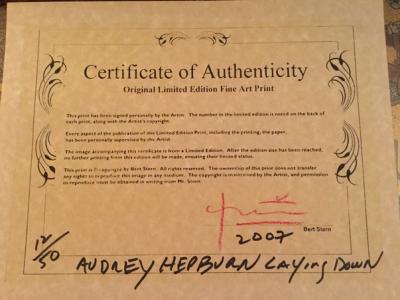 Certificate of Authenticity
Original Limited Edition Fine Art Print
This print has been signed personally by the Artist. The number in the limited edition is noted on the back of
each print, along with the Artist's copyright.
Every aspect of the publication of this Limited Edition Print, including the printing, the paper,
has been personally supervised by the Artist.
The image accompanying this certificate is from a Limited Edition. After the edition size has been reached,
no further printing from this edition will be made, ensuring their limited status.
This print is © copyright by Bert Stern. All rights reserved. The ownership of this print does not transfer
any rights to reproduce this image in any medium. The copyright is maintained by the Artist, and permission
to reproduce must be obtained in writing from Mr. Stern.
Bert Stern
2007
12/50
AUDREY HEPBURN LAYing DOWN